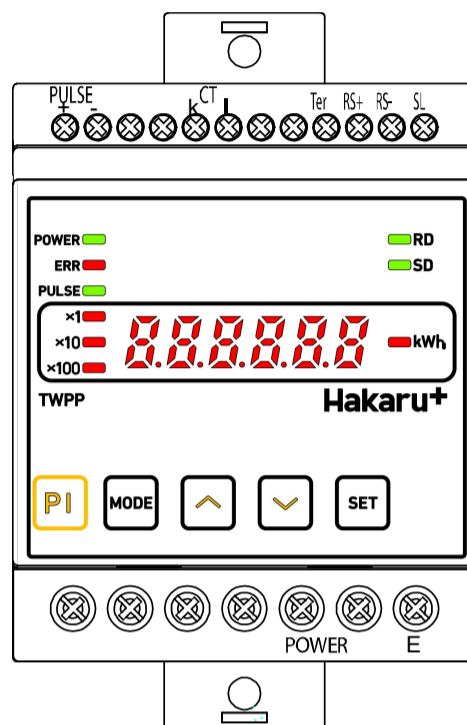 PULSE CT
+ - k l Ter RS+ RS- SL
POWER RD
ERR SD
PULSE
×1
×10 8.8.8.8.8.8 kWh
×100
TWPP Hakaru+
PI MODE SET
POWER E